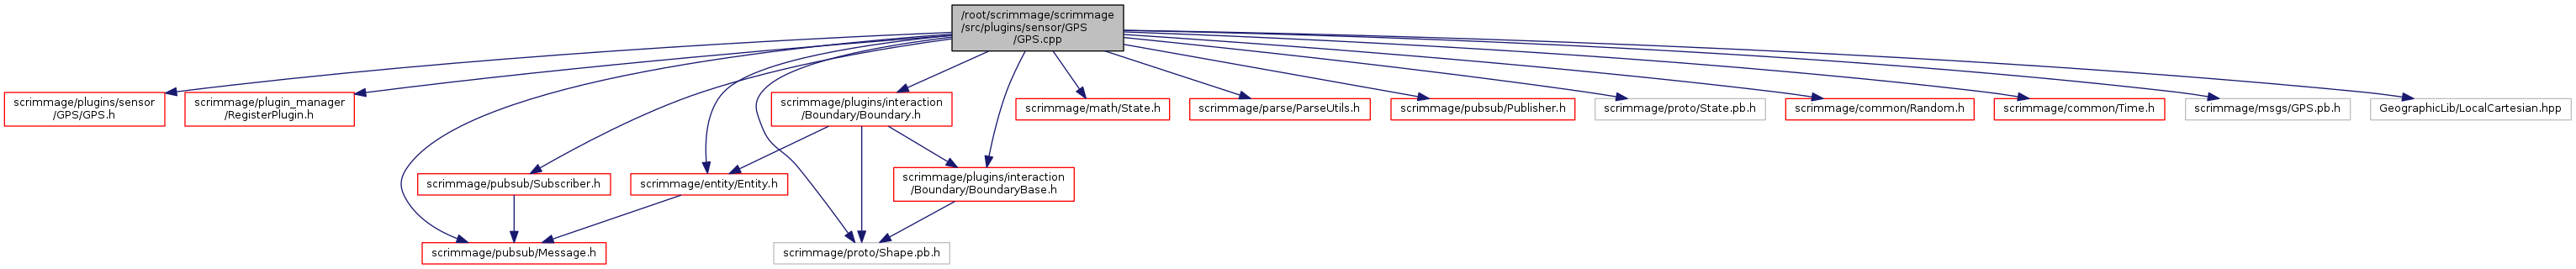 /root/scrimmage/scrimmage
/src/plugins/sensor/GPS
/GPS.cpp
scrimmage/plugins/sensor
/GPS/GPS.h
scrimmage/plugin_manager
/RegisterPlugin.h
scrimmage/plugins/interaction
/Boundary/Boundary.h
scrimmage/math/State.h
scrimmage/parse/ParseUtils.h
scrimmage/pubsub/Publisher.h
scrimmage/proto/State.pb.h
scrimmage/common/Random.h
scrimmage/common/Time.h
scrimmage/msgs/GPS.pb.h
GeographicLib/LocalCartesian.hpp
scrimmage/pubsub/Subscriber.h
scrimmage/entity/Entity.h
scrimmage/plugins/interaction
/Boundary/BoundaryBase.h
scrimmage/pubsub/Message.h
scrimmage/proto/Shape.pb.h